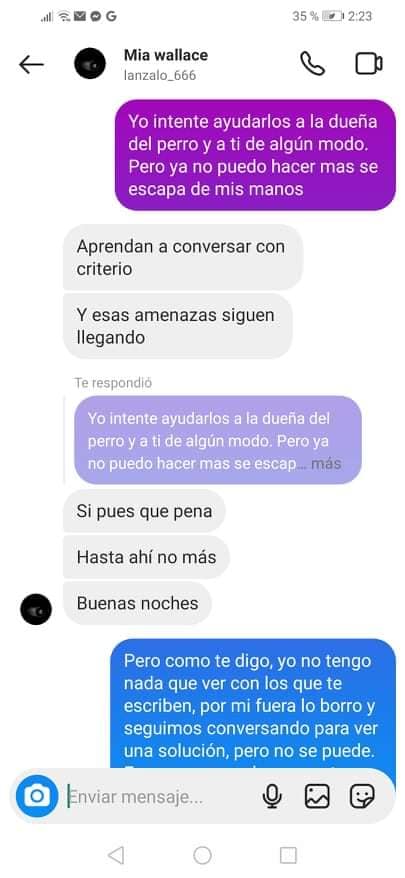 35 % 2:23
Mia wallace
lanzalo_666
Yo intente ayudarlos a la dueña
del perro y a ti de algún modo.
Pero ya no puedo hacer mas se
escapa de mis manos
Aprendan a conversar con
criterio
Y esas amenazas siguen
llegando
Te respondió
Yo intente ayudarlos a la dueña del
perro y a ti de algún modo. Pero ya
no puedo hacer mas se escap... más
Si pues que pena
Hasta ahí no más
Buenas noches
Pero como te digo, yo no tengo
nada que ver con los que te
escriben, por mi fuera lo borro y
seguimos conversando para ver
una solución, pero no se puede.
Enviar mensaje...